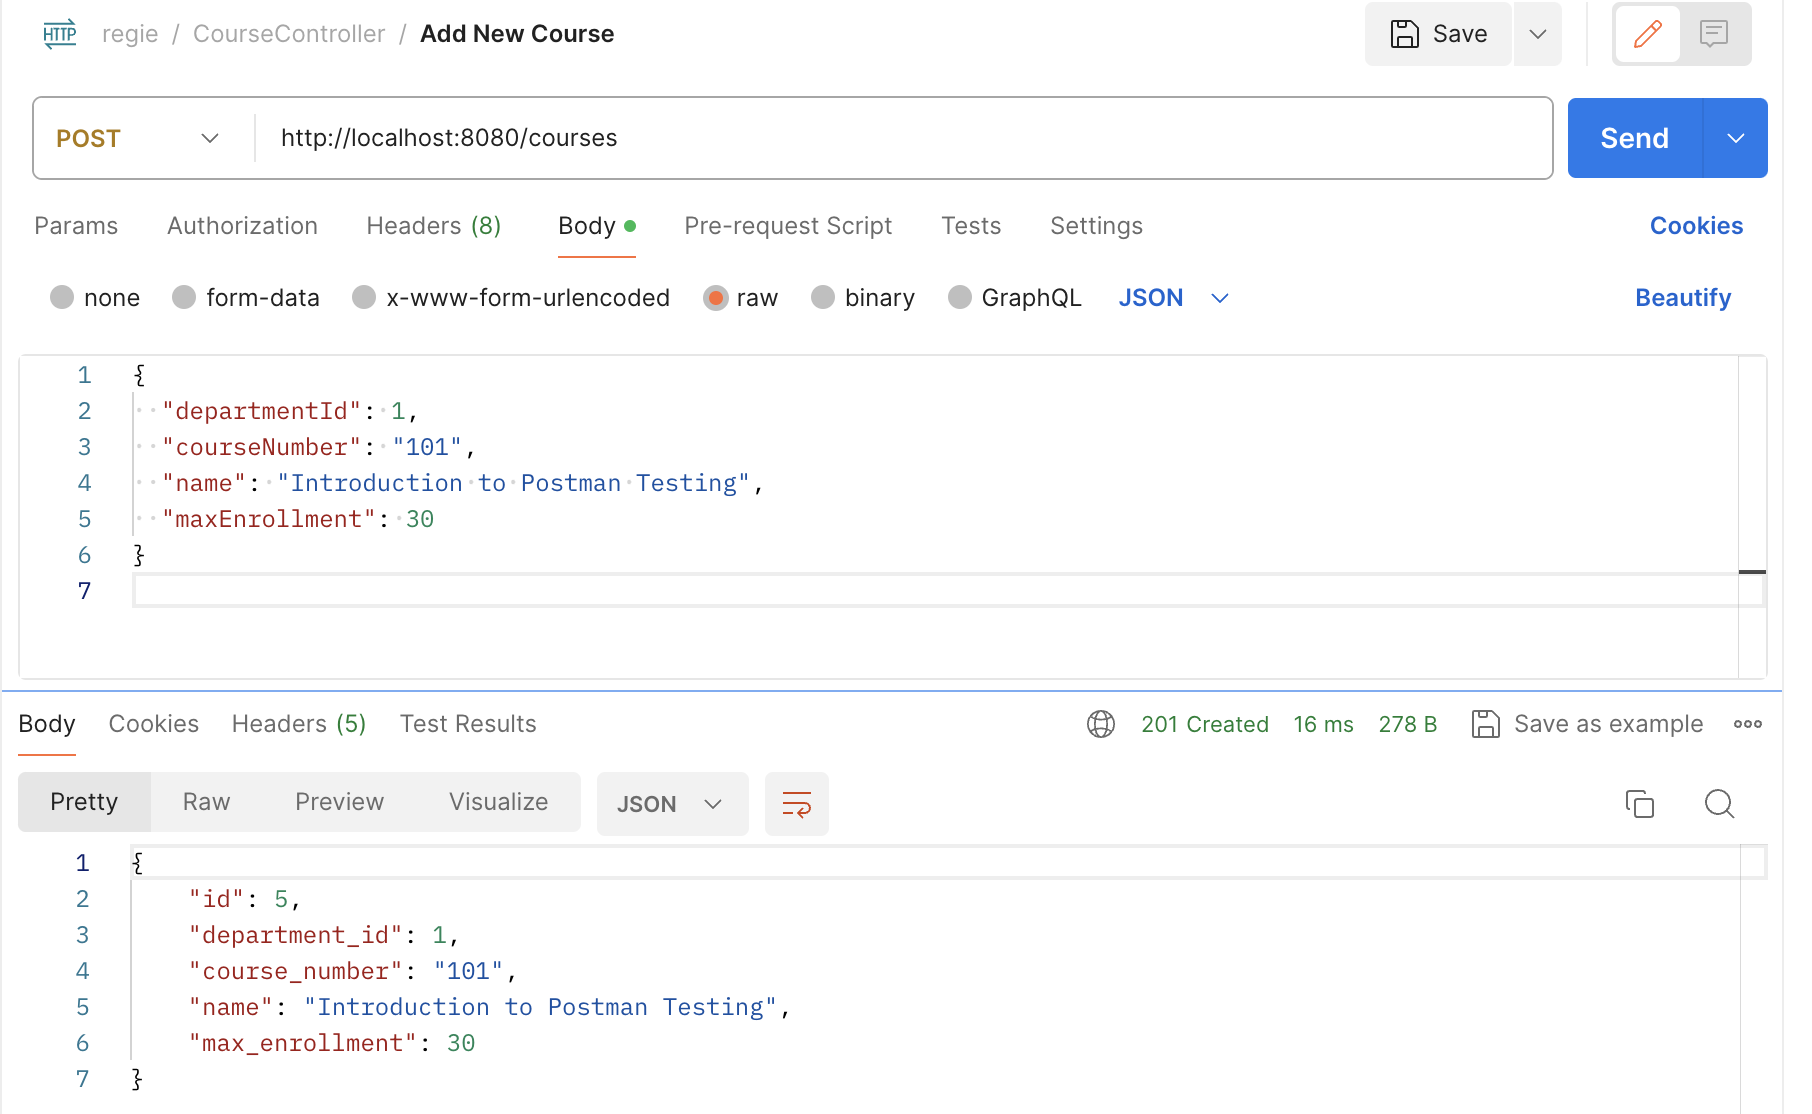 HTTP regie / CourseController / Add New Course Save
POST http://localhost:8080/courses Send
Params Authorization Headers (8) Body Pre-request Script Tests Settings Cookies
none form-data x-www-form-urlencoded raw binary GraphQL JSON Beautify
1 {
2 "departmentId": 1,
3 "courseNumber": "101",
4 "name": "Introduction to Postman Testing",
5 "maxEnrollment": 30
6 }
7
Body Cookies Headers (5) Test Results 201 Created 16 ms 278 B Save as example
Pretty Raw Preview Visualize JSON
1 {
2 "id": 5,
3 "department_id": 1,
4 "course_number": "101",
5 "name": "Introduction to Postman Testing",
6 "max_enrollment": 30
7 }